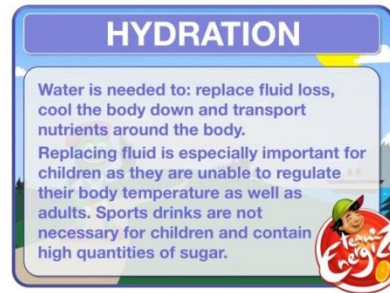 HYDRATION
Water is needed to: replace fluid loss,
cool the body down and transport
nutrients around the body.
Replacing fluid is especially important for
children as they are unable to regulate
their body temperature as well as
adults. Sports drinks are not
necessary for children and contain
high quantities of sugar.
team
EnergiZe